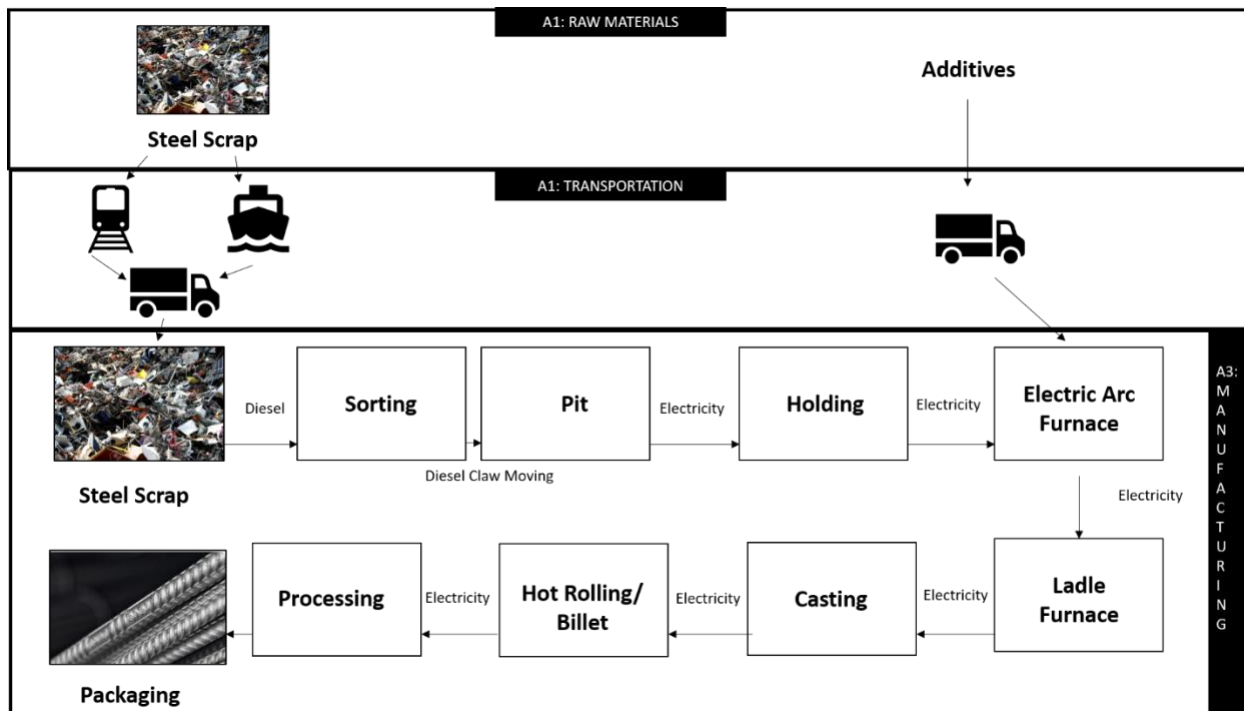 A1: RAW MATERIALS
Steel Scrap
Additives
A1: TRANSPORTATION
A3:
MANUFACTURING
Diesel
Sorting
Diesel Claw Moving
Pit
Electricity
Holding
Electricity
Electric Arc
Furnace
Steel Scrap
Electricity
Ladle
Furnace
Electricity
Casting
Electricity
Hot Rolling/
Billet
Electricity
Processing
Packaging